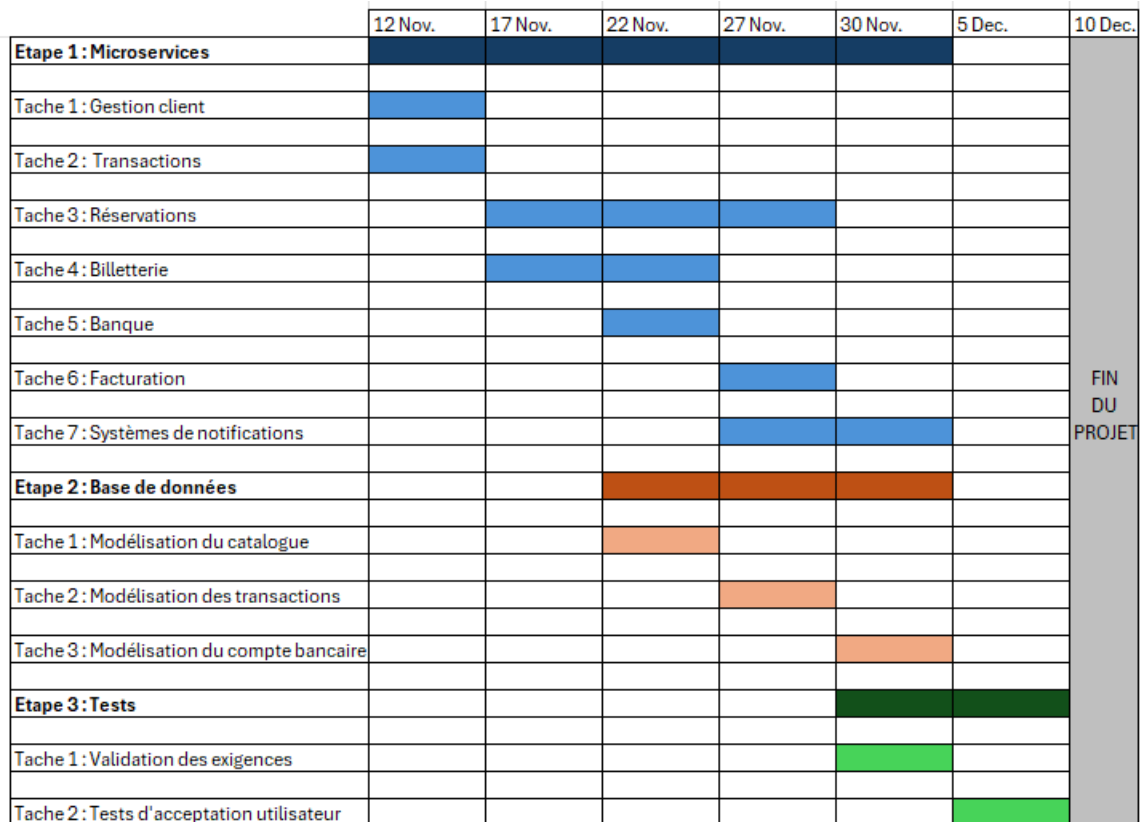 12 Nov. 17 Nov. 22 Nov. 27 Nov. 30 Nov. 5 Dec. 10 Dec.
Etape 1 : Microservices
Tache 1 : Gestion client
Tache 2 : Transactions
Tache 3 : Réservations
Tache 4 : Billetterie
Tache 5 : Banque
Tache 6 : Facturation
FIN
DU
PROJET
Tache 7 : Systèmes de notifications
Etape 2 : Base de données
Tache 1 : Modélisation du catalogue
Tache 2 : Modélisation des transactions
Tache 3 : Modélisation du compte bancaire
Etape 3 : Tests
Tache 1 : Validation des exigences
Tache 2 : Tests d'acceptation utilisateur